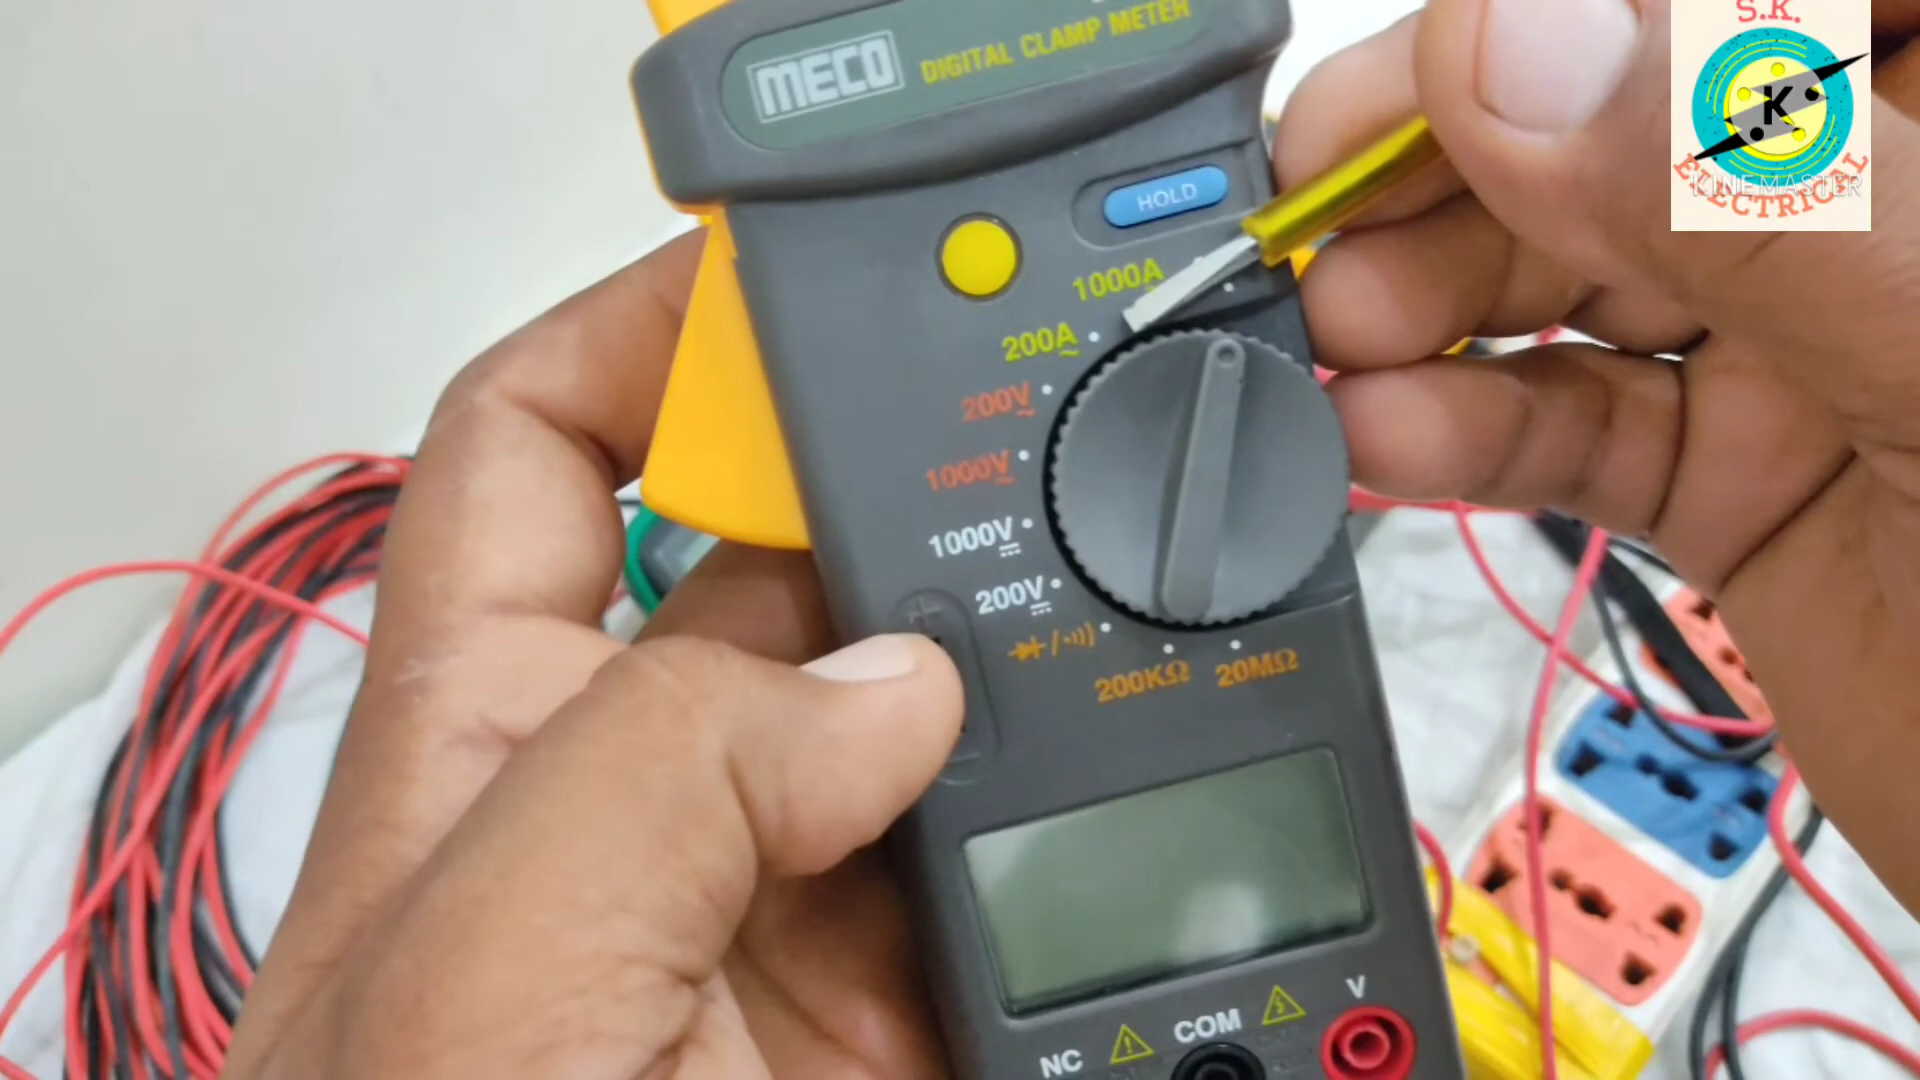 MECO
DIGITAL CLAMP METER
S.K.
K
ELECTRICAL
KINEMASTER
HOLD
1000A
200A
200V
1000V
1000V
200V
+
200KΩ
20MΩ
V
COM
NC